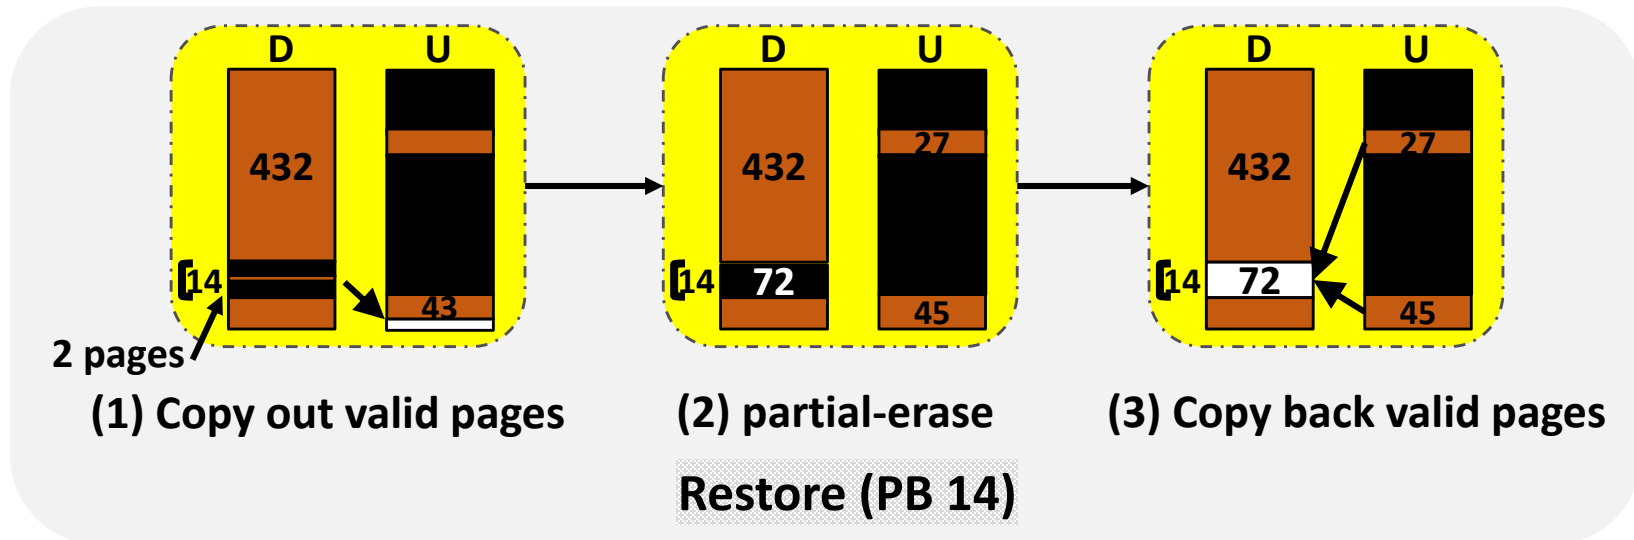 D U
432
14
43
2 pages
(1) Copy out valid pages
D U
27
432
14 72
45
(2) partial-erase
D U
27
432
14 72
45
(3) Copy back valid pages
Restore (PB 14)